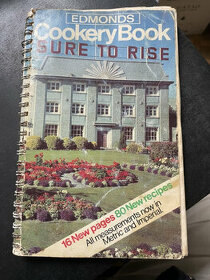 EDMONDS
Cookery Book
SURE TO RISE
16 New pages 80 New recipes
All measurements now in
Metric and Imperial.